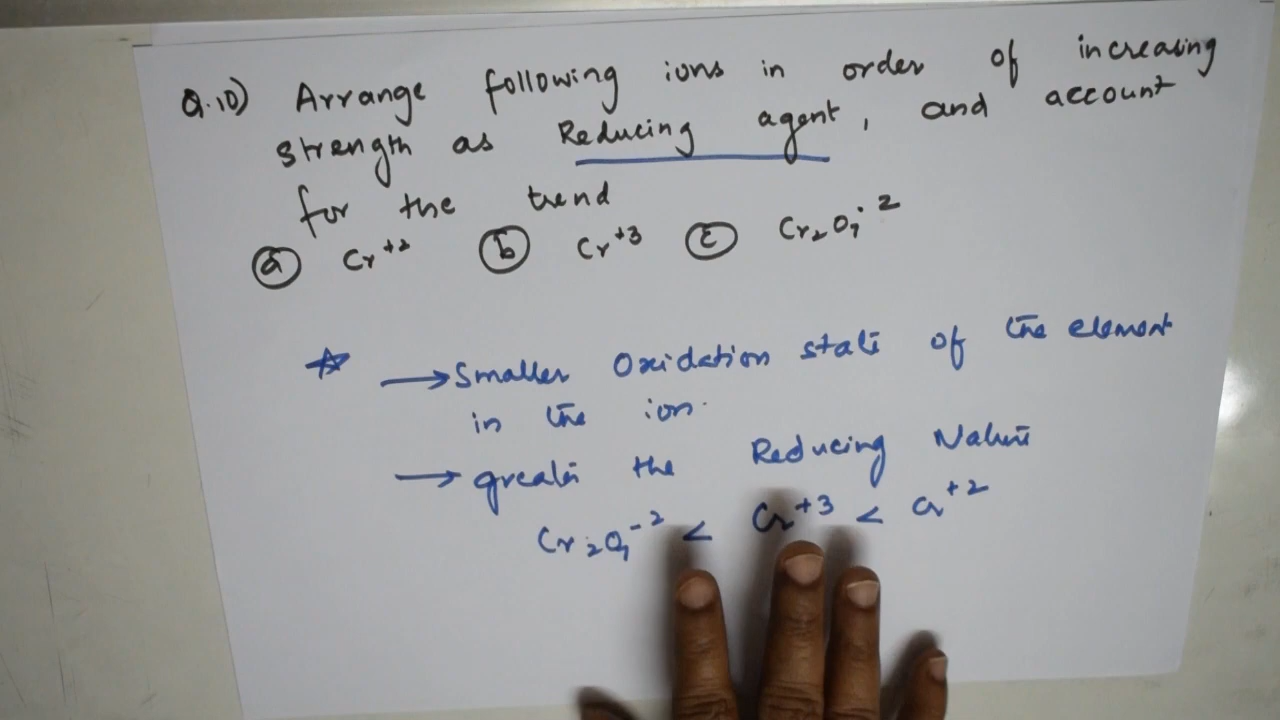 Q.10) Arrange following ions in order of increasing
strength as Reducing agent, and account
for the trend
ⓐ Cr⁺² ⓑ Cr⁺³ ⓒ Cr₂O₇⁻²
☆ → Smaller Oxidation state of the element
in the ion.
→ greater the Reducing Nature
Cr₂O₇⁻² < Cr⁺³ < Cr⁺²